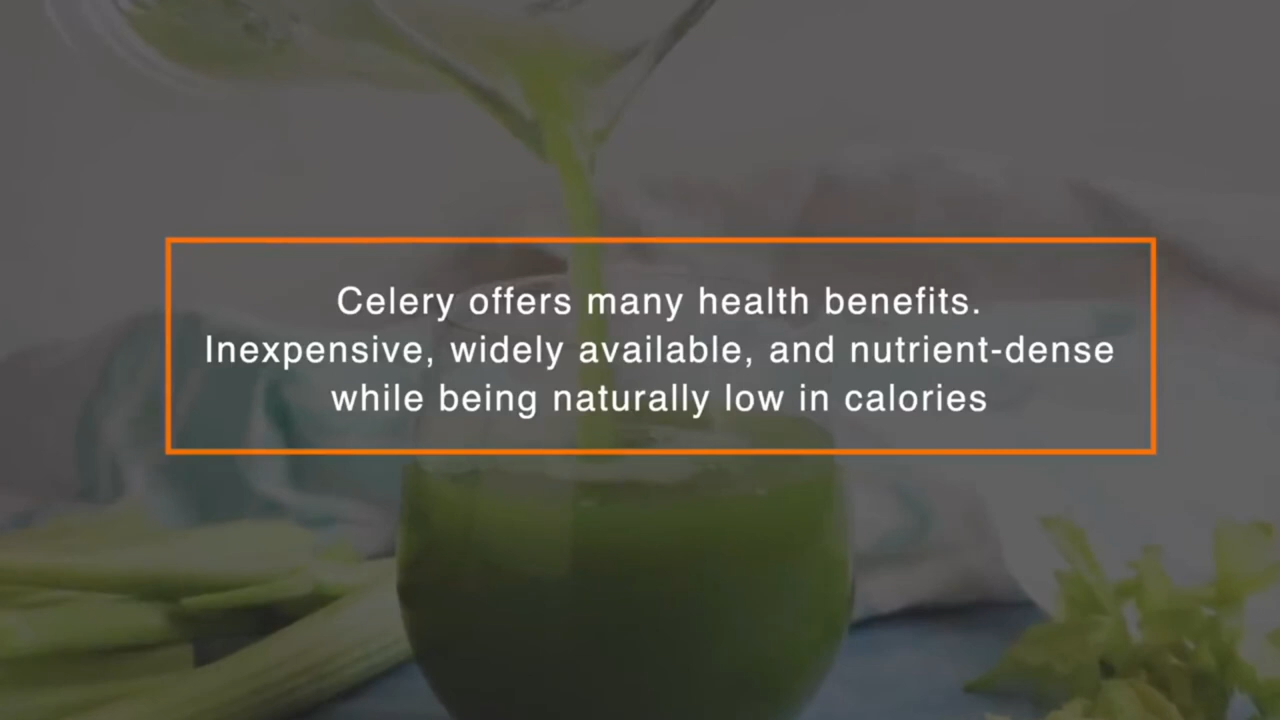 Celery offers many health benefits.
Inexpensive, widely available, and nutrient-dense
while being naturally low in calories